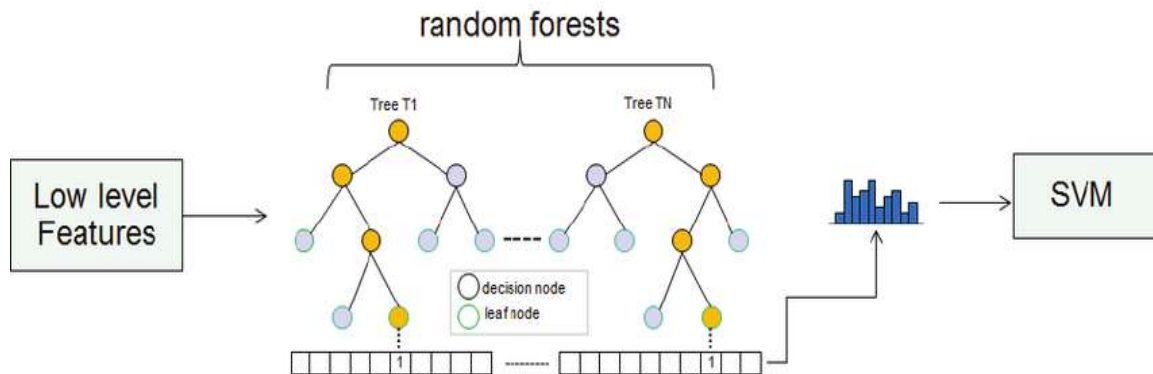 random forests
Tree T1
Tree TN
Low level
Features
SVM
decision node
leaf node
1
1